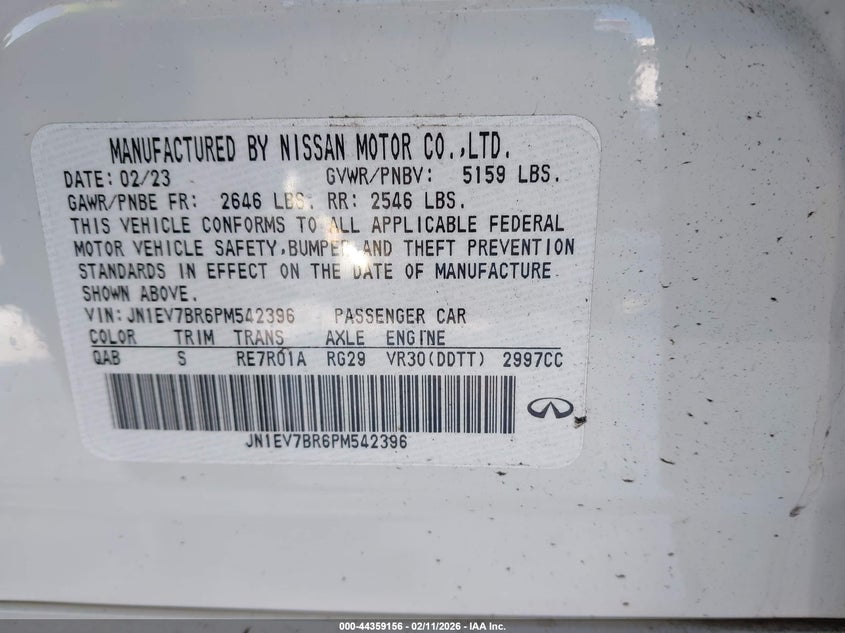 MANUFACTURED BY NISSAN MOTOR CO.,LTD.
DATE: 02/23 GVWR/PNBV: 5159 LBS.
GAWR/PNBE FR: 2646 LBS. RR: 2546 LBS.
THIS VEHICLE CONFORMS TO ALL APPLICABLE FEDERAL
MOTOR VEHICLE SAFETY,BUMPER AND THEFT PREVENTION
STANDARDS IN EFFECT ON THE DATE OF MANUFACTURE
SHOWN ABOVE.
VIN:JN1EV7BR6PM542396 PASSENGER CAR
COLOR TRIM TRANS AXLE ENGINE
QAB S RE7R01A RG29 VR30(DDTT) 2997CC
JN1EV7BR6PM542396
000-44359156 - 02/11/2026 - IAA Inc.